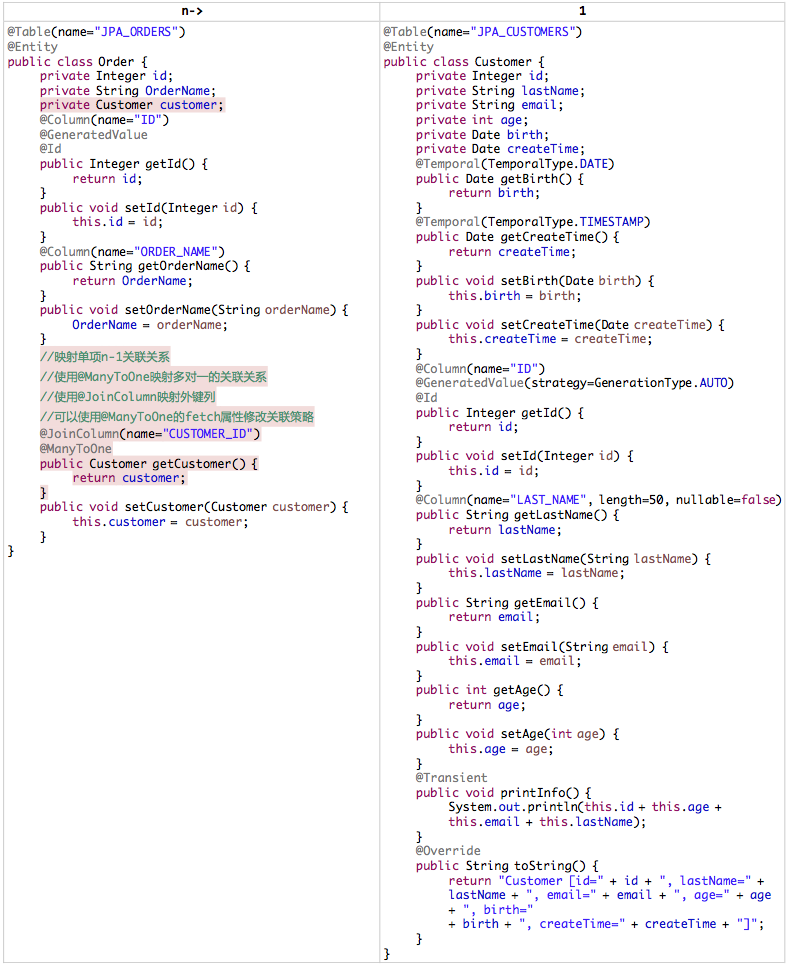 n->
@Table(name="JPA_ORDERS")
@Entity
public class Order {
private Integer id;
private String OrderName;
private Customer customer;
@Column(name="ID")
@GeneratedValue
@Id
public Integer getId() {
return id;
}
public void setId(Integer id) {
this.id = id;
}
@Column(name="ORDER_NAME")
public String getOrderName() {
return OrderName;
}
public void setOrderName(String orderName) {
OrderName = orderName;
}
//映射单项n-1关联关系
//使用@ManyToOne映射多对一的关联关系
//使用@JoinColumn映射外键列
//可以使用@ManyToOne的fetch属性修改关联策略
@JoinColumn(name="CUSTOMER_ID")
@ManyToOne
public Customer getCustomer() {
return customer;
}
public void setCustomer(Customer customer) {
this.customer = customer;
}
}
1
@Table(name="JPA_CUSTOMERS")
@Entity
public class Customer {
private Integer id;
private String lastName;
private String email;
private int age;
private Date birth;
private Date createTime;
@Temporal(TemporalType.DATE)
public Date getBirth() {
return birth;
}
@Temporal(TemporalType.TIMESTAMP)
public Date getCreateTime() {
return createTime;
}
public void setBirth(Date birth) {
this.birth = birth;
}
public void setCreateTime(Date createTime) {
this.createTime = createTime;
}
@Column(name="ID")
@GeneratedValue(strategy=GenerationType.AUTO)
@Id
public Integer getId() {
return id;
}
public void setId(Integer id) {
this.id = id;
}
@Column(name="LAST_NAME", length=50, nullable=false)
public String getLastName() {
return lastName;
}
public void setLastName(String lastName) {
this.lastName = lastName;
}
public String getEmail() {
return email;
}
public void setEmail(String email) {
this.email = email;
}
public int getAge() {
return age;
}
public void setAge(int age) {
this.age = age;
}
@Transient
public void printInfo() {
System.out.println(this.id + this.age +
this.email + this.lastName);
}
@Override
public String toString() {
return "Customer [id=" + id + ", lastName=" +
lastName + ", email=" + email + ", age=" + age
+ ", birth="
+ birth + ", createTime=" + createTime + "]";
}
}